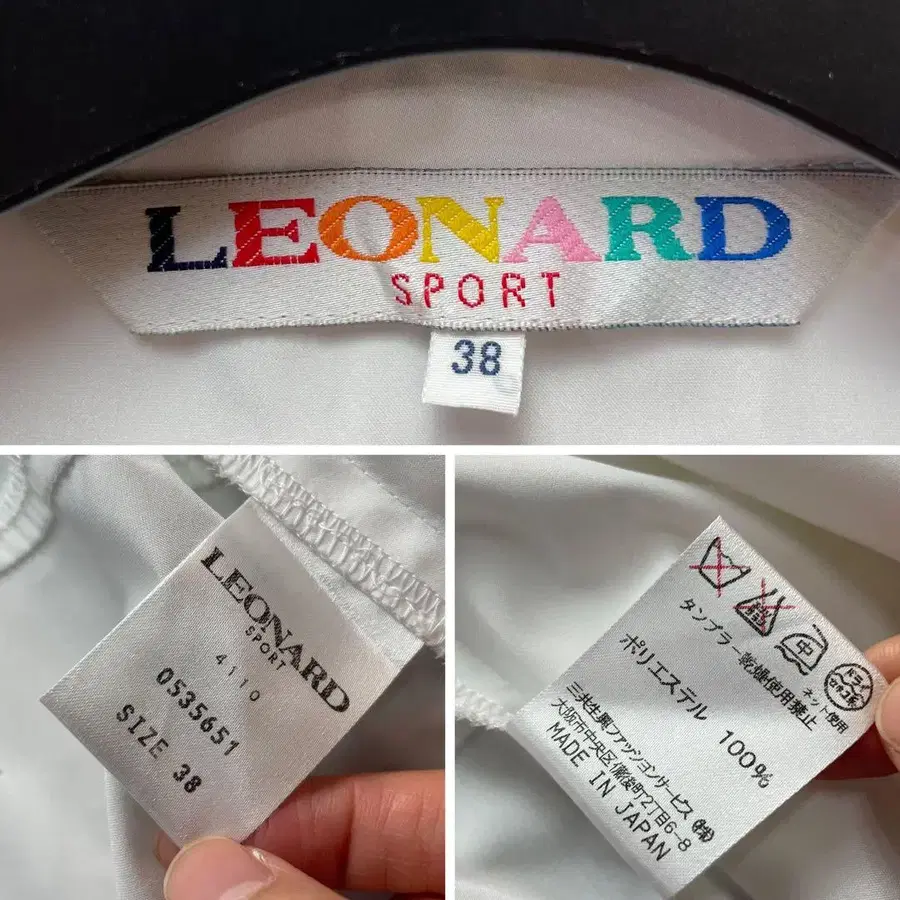 LEONARD
SPORT
38
LEONARD
SPORT
4110
0535651
SIZE 38
中
ネット使用
タンブラー乾燥使用禁止
ポリエステル 100%
三共生興ファッションサービス(株)
大阪市中央区備後町2丁目6-8
MADE IN JAPAN